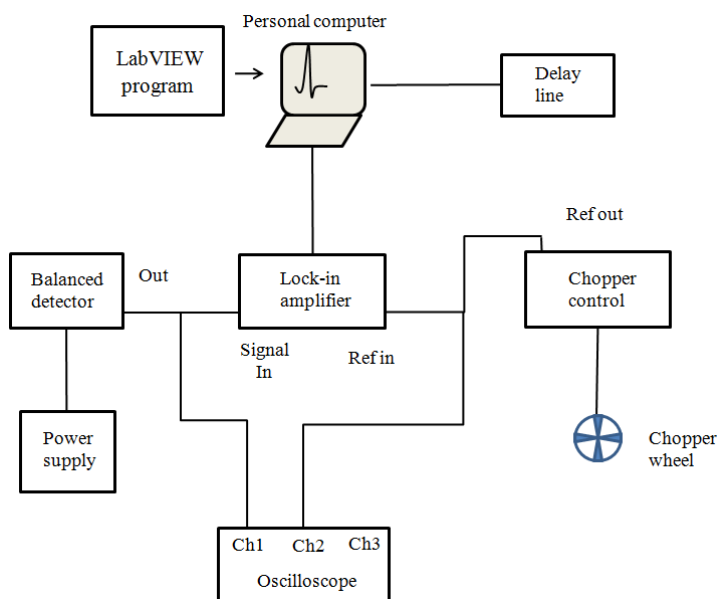 Personal computer
LabVIEW
program
Delay
line
Ref out
Balanced
detector
Out
Lock-in
amplifier
Chopper
control
Signal
In
Ref in
Power
supply
Chopper
wheel
Ch1 Ch2 Ch3
Oscilloscope